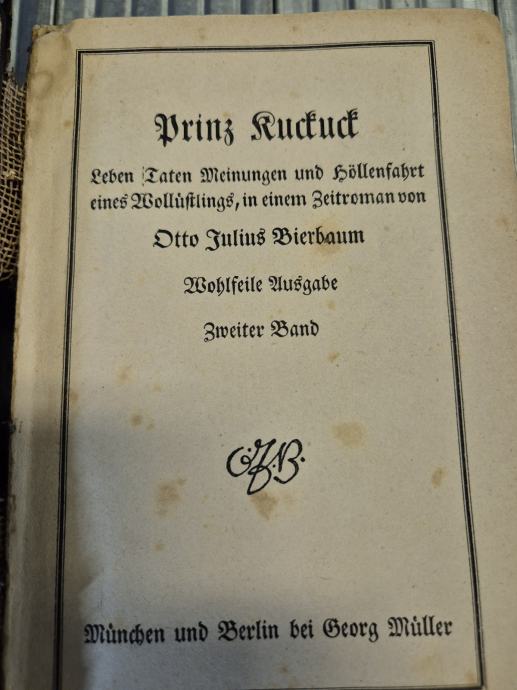 Prinz Kuckuck
Leben Taten Meinungen und Höllenfahrt
eines Wollüstlings, in einem Zeitroman von
Otto Julius Bierbaum
Wohlfeile Ausgabe
Zweiter Band
O.J.B.
München und Berlin bei Georg Müller